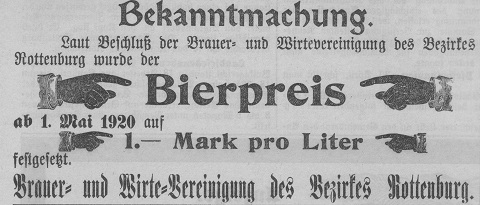 Bekanntmachung.
Laut Beschluß der Brauer- und Wirtevereinigung des Bezirkes
Rottenburg wurde der
Bierpreis
ab 1. Mai 1920 auf
1.— Mark pro Liter
festgesetzt.
Brauer- und Wirte-Vereinigung des Bezirkes Rottenburg.